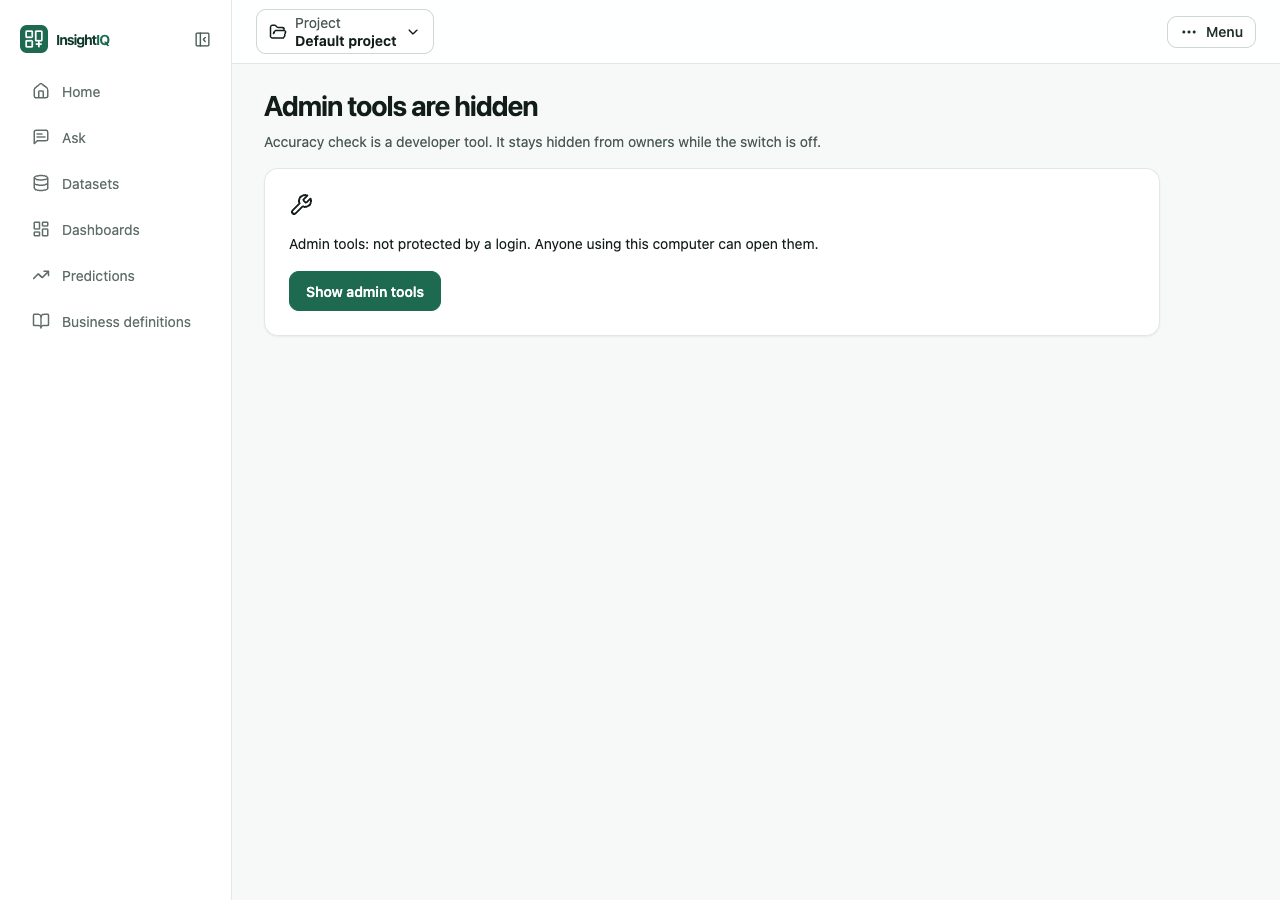 InsightIQ
Project
Default project
Menu
Home
Ask
Datasets
Dashboards
Predictions
Business definitions
Admin tools are hidden
Accuracy check is a developer tool. It stays hidden from owners while the switch is off.
Admin tools: not protected by a login. Anyone using this computer can open them.
Show admin tools